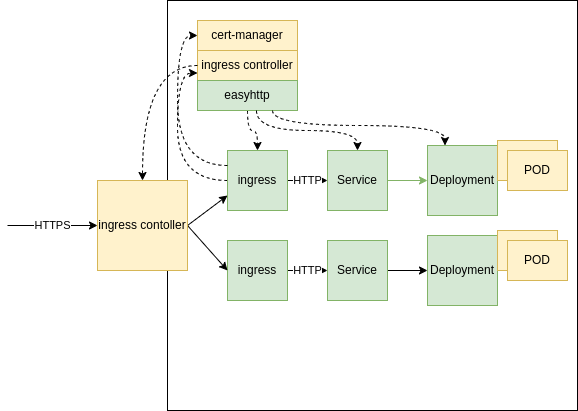 cert-manager
ingress controller
easyhttp
ingress
HTTP
Service
Deployment
POD
HTTPS
ingress contoller
ingress
HTTP
Service
Deployment
POD